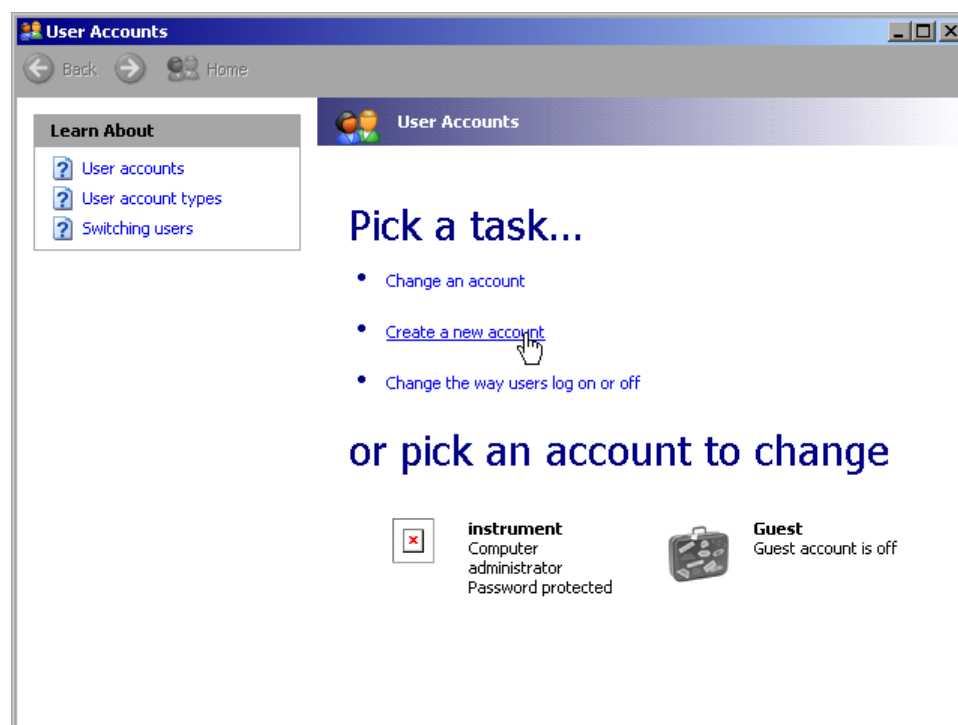 User Accounts
Back Home
Learn About
User accounts
User account types
Switching users
User Accounts
Pick a task...
Change an account
Create a new account
Change the way users log on or off
or pick an account to change
instrument
Computer
administrator
Password protected
Guest
Guest account is off